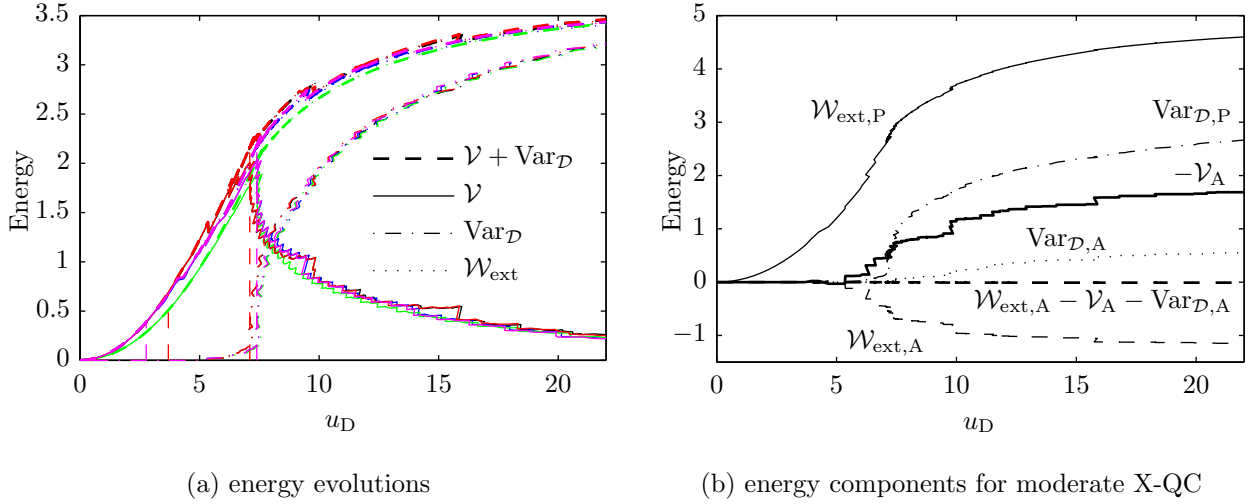 3.5
3
2.5
2
1.5
1
0.5
0
0 5 10 15 20
Energy
u_D
𝒱 + Var_𝒟
𝒱
Var_𝒟
𝒲_ext
(a) energy evolutions
5
4
3
2
1
0
−1
0 5 10 15 20
Energy
u_D
𝒲_ext,P
Var_𝒟,P
−𝒱_A
Var_𝒟,A
𝒲_ext,A − 𝒱_A − Var_𝒟,A
𝒲_ext,A
(b) energy components for moderate X-QC